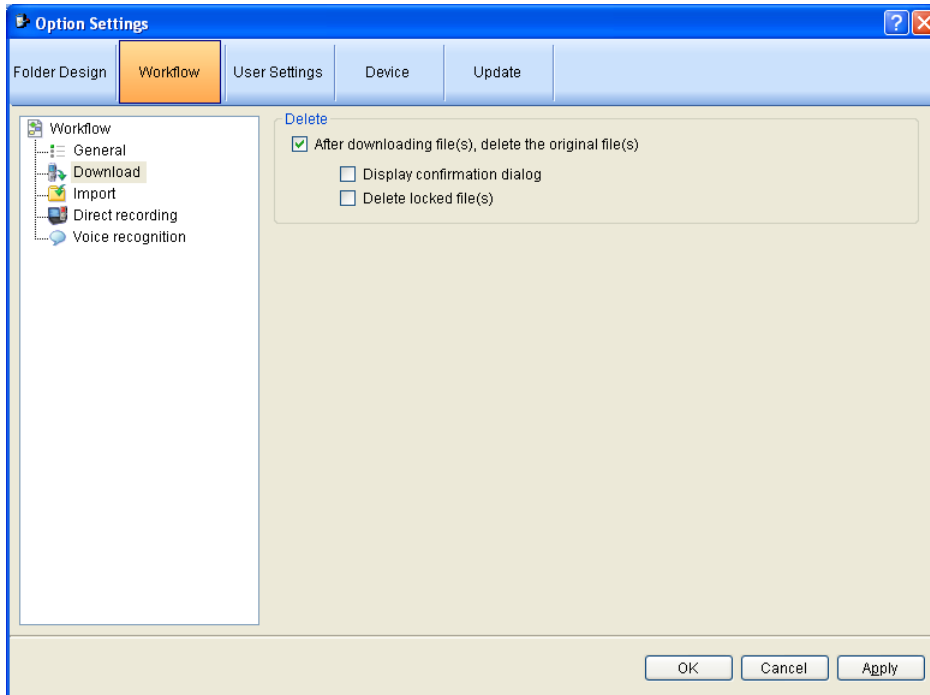 Option Settings
Folder Design Workflow User Settings Device Update
Workflow
General
Download
Import
Direct recording
Voice recognition
Delete
After downloading file(s), delete the original file(s)
Display confirmation dialog
Delete locked file(s)
OK Cancel Apply